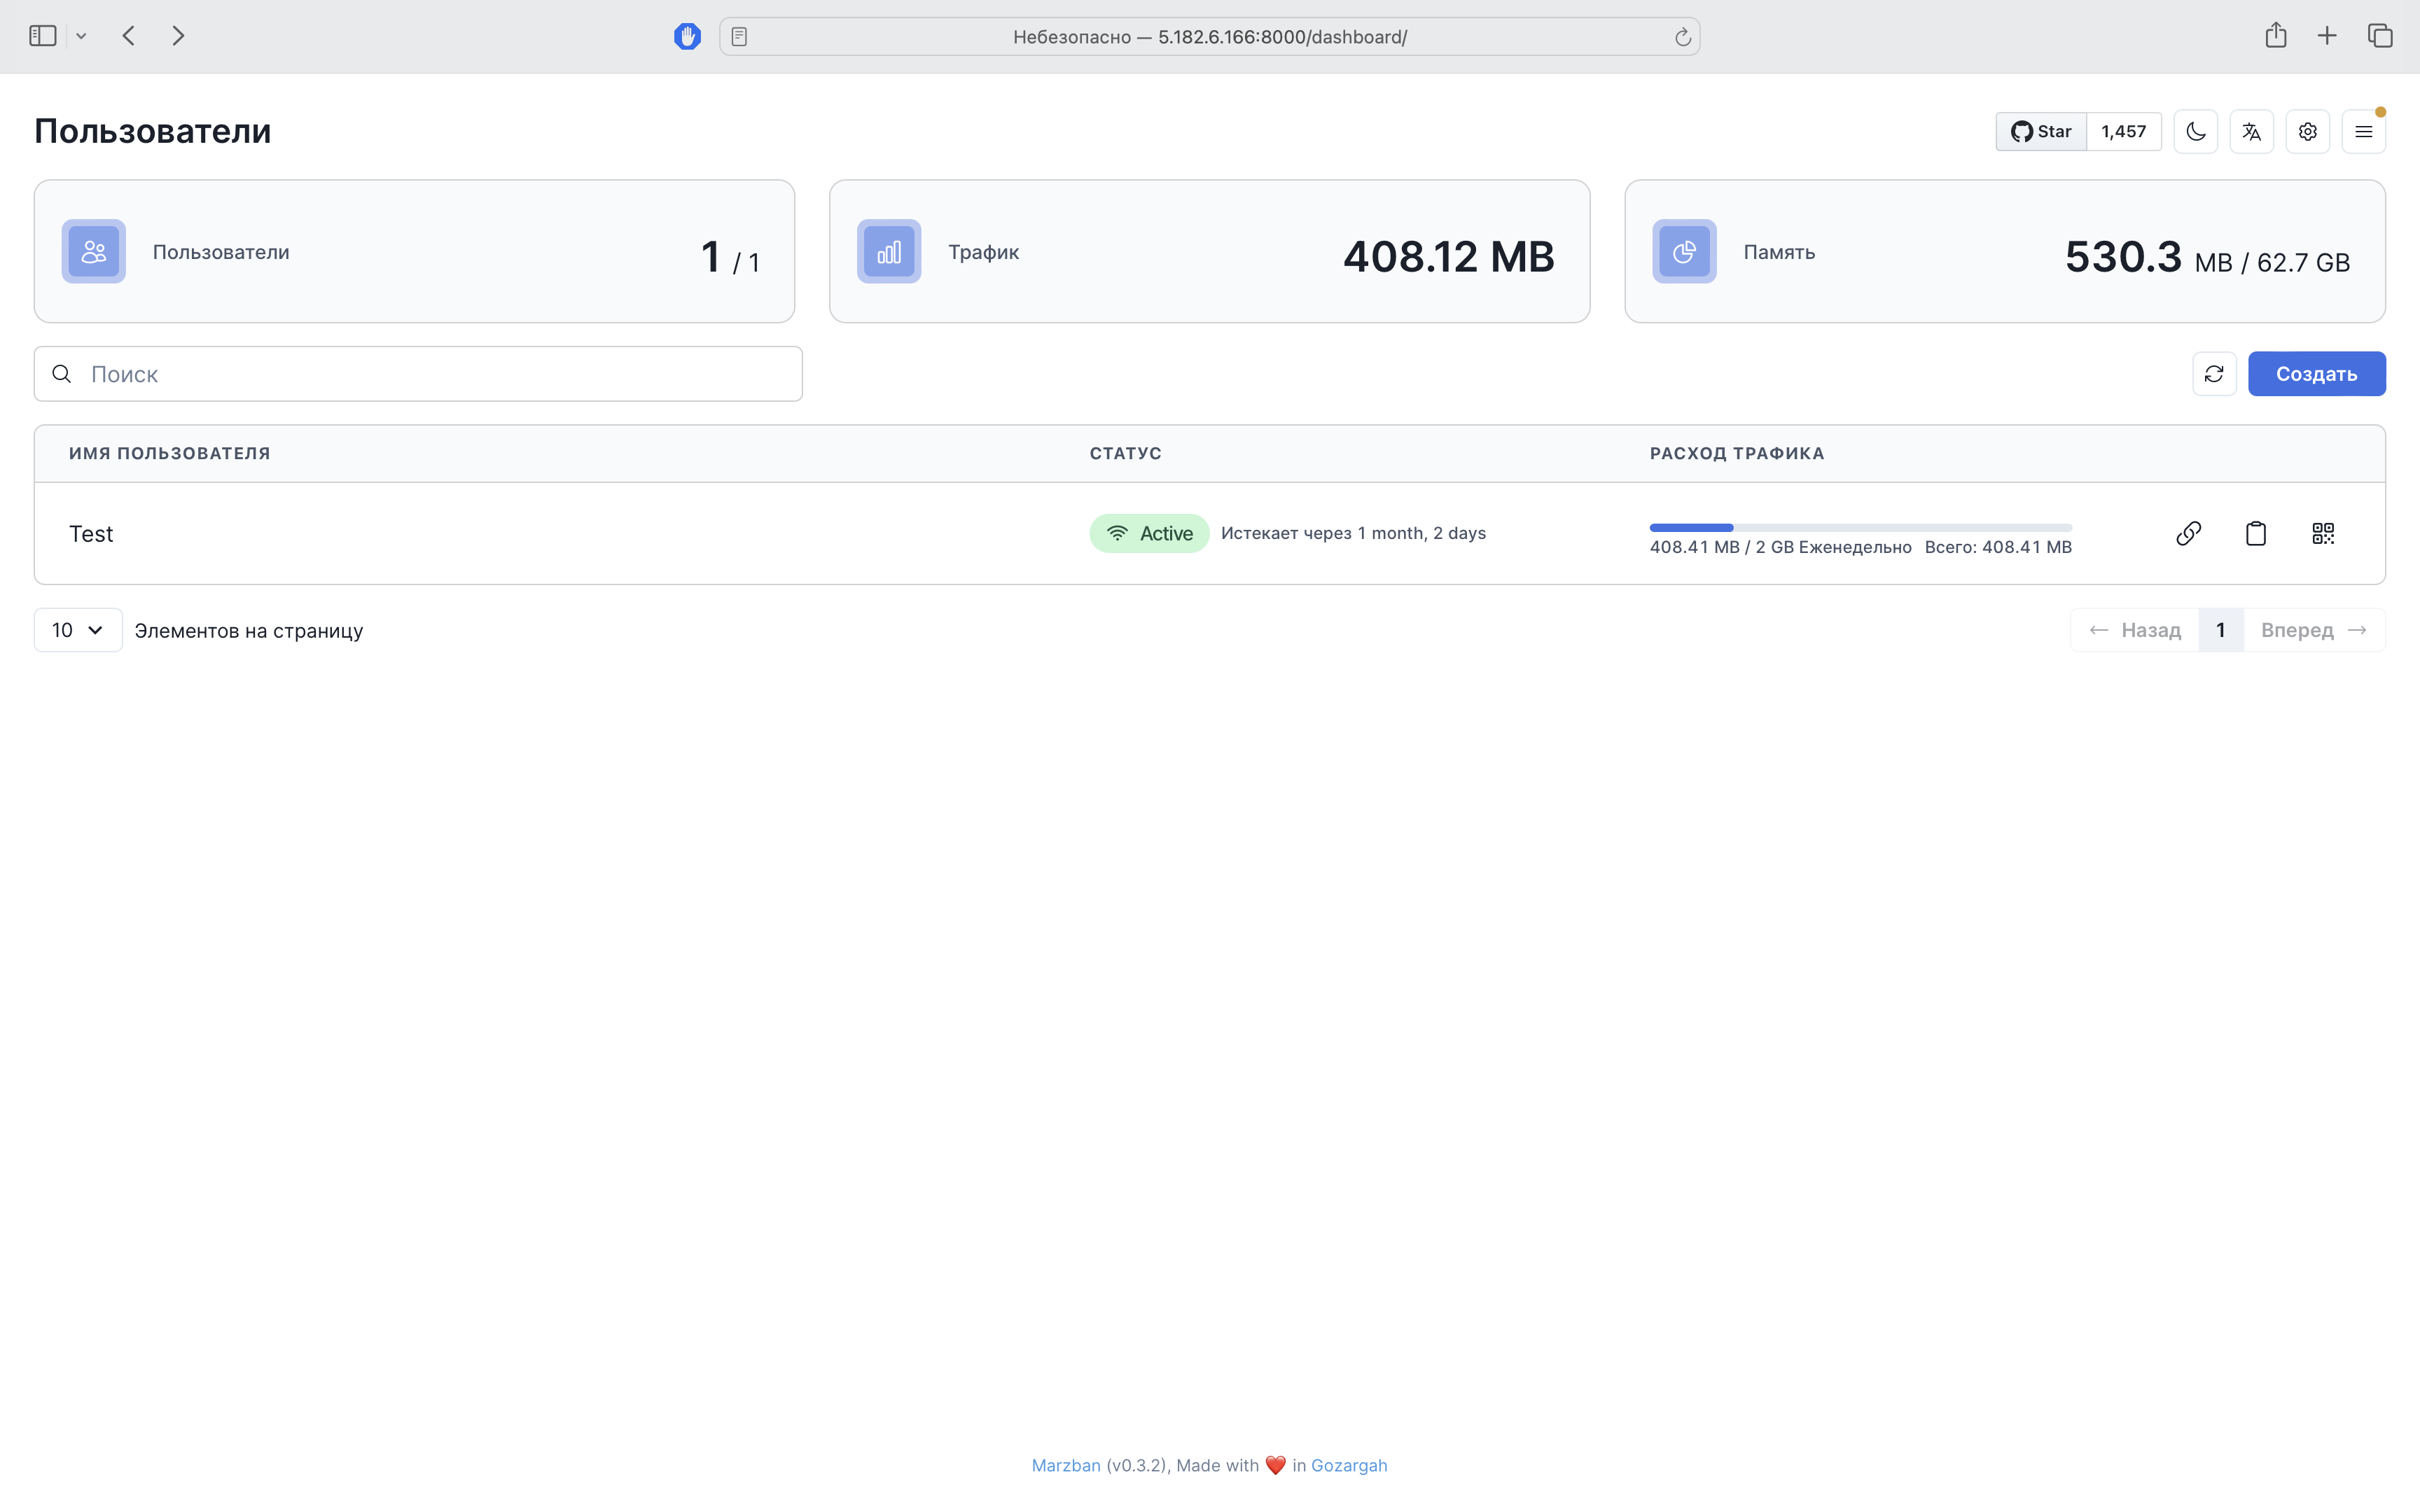 Небезопасно — 5.182.6.166:8000/dashboard/
Пользователи
Star 1,457
Пользователи 1 / 1
Трафик 408.12 MB
Память 530.3 MB / 62.7 GB
Поиск
Создать
ИМЯ ПОЛЬЗОВАТЕЛЯ СТАТУС РАСХОД ТРАФИКА
Test Active Истекает через 1 month, 2 days
408.41 MB / 2 GB Еженедельно Всего: 408.41 MB
10 Элементов на страницу
← Назад 1 Вперед →
Marzban (v0.3.2), Made with ❤️ in Gozargah